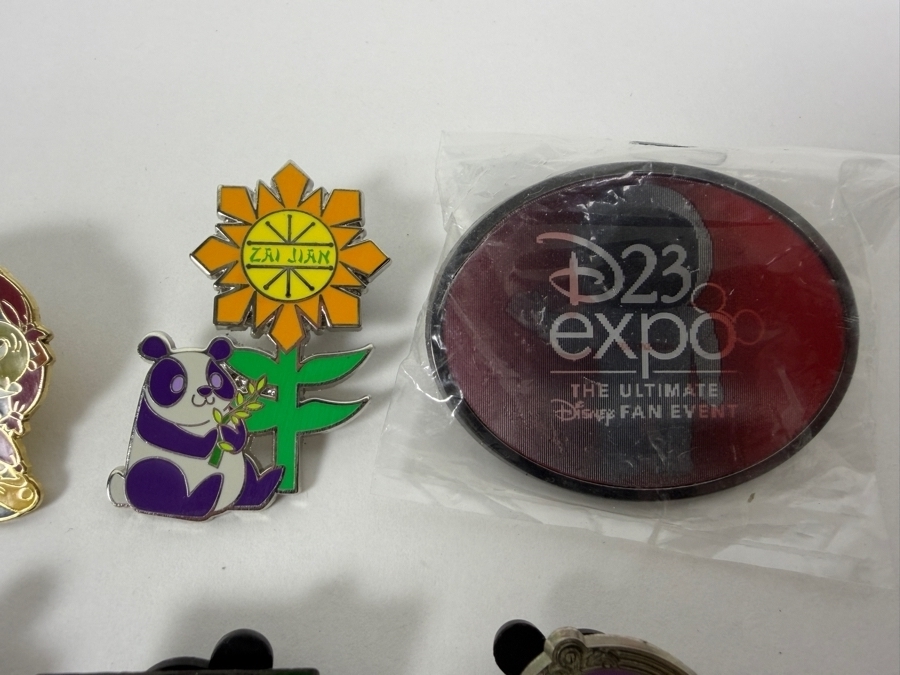 ZAI JIAN
D23
expo
THE ULTIMATE
Disney FAN EVENT